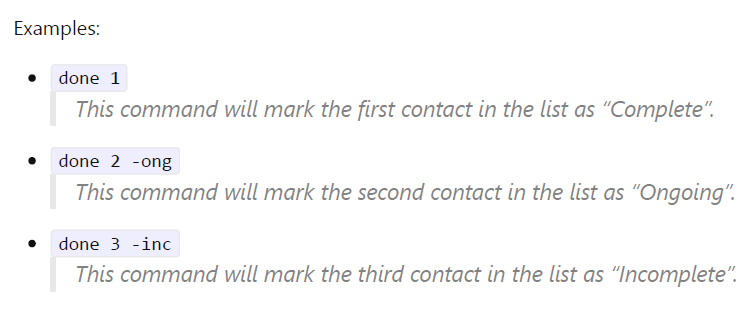 Examples:
done 1
This command will mark the first contact in the list as “Complete”.
done 2 -ong
This command will mark the second contact in the list as “Ongoing”.
done 3 -inc
This command will mark the third contact in the list as “Incomplete”.